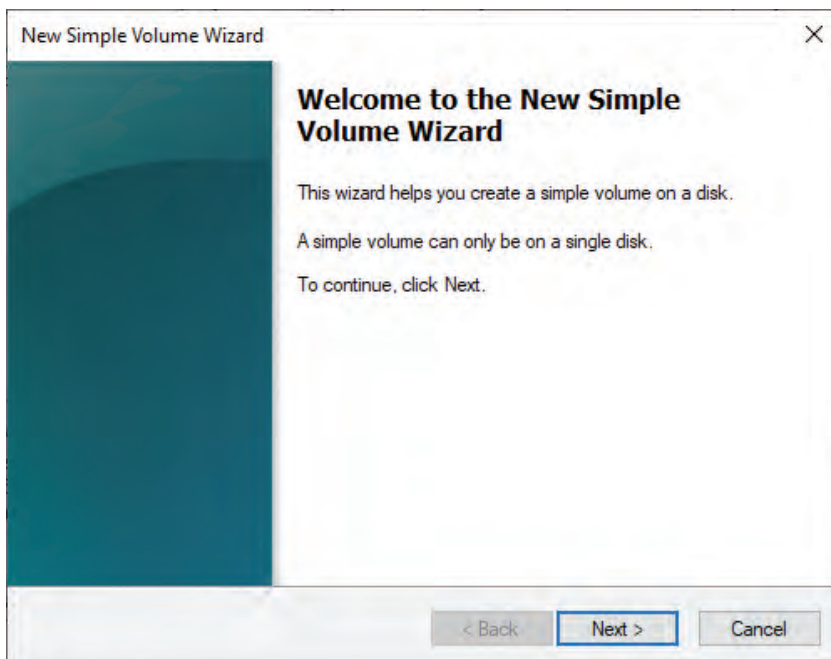 New Simple Volume Wizard
Welcome to the New Simple
Volume Wizard
This wizard helps you create a simple volume on a disk.
A simple volume can only be on a single disk.
To continue, click Next.
< Back
Next >
Cancel